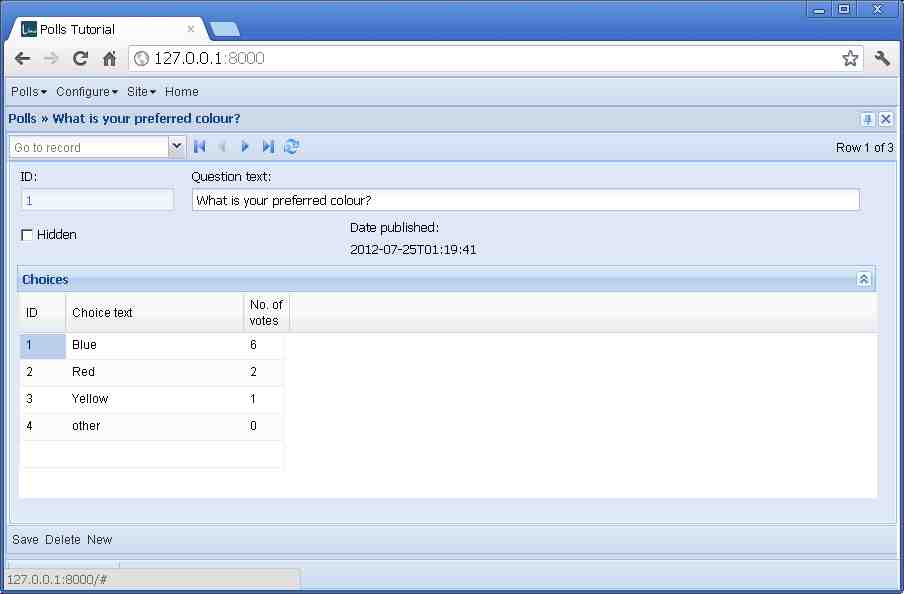 Polls Tutorial
127.0.0.1:8000
Polls Configure Site Home
Polls » What is your preferred colour?
Go to record
Row 1 of 3
ID: Question text:
1 What is your preferred colour?
Hidden
Date published:
2012-07-25T01:19:41
Choices
ID Choice text No. of votes
1 Blue 6
2 Red 2
3 Yellow 1
4 other 0
Save Delete New
127.0.0.1:8000/#